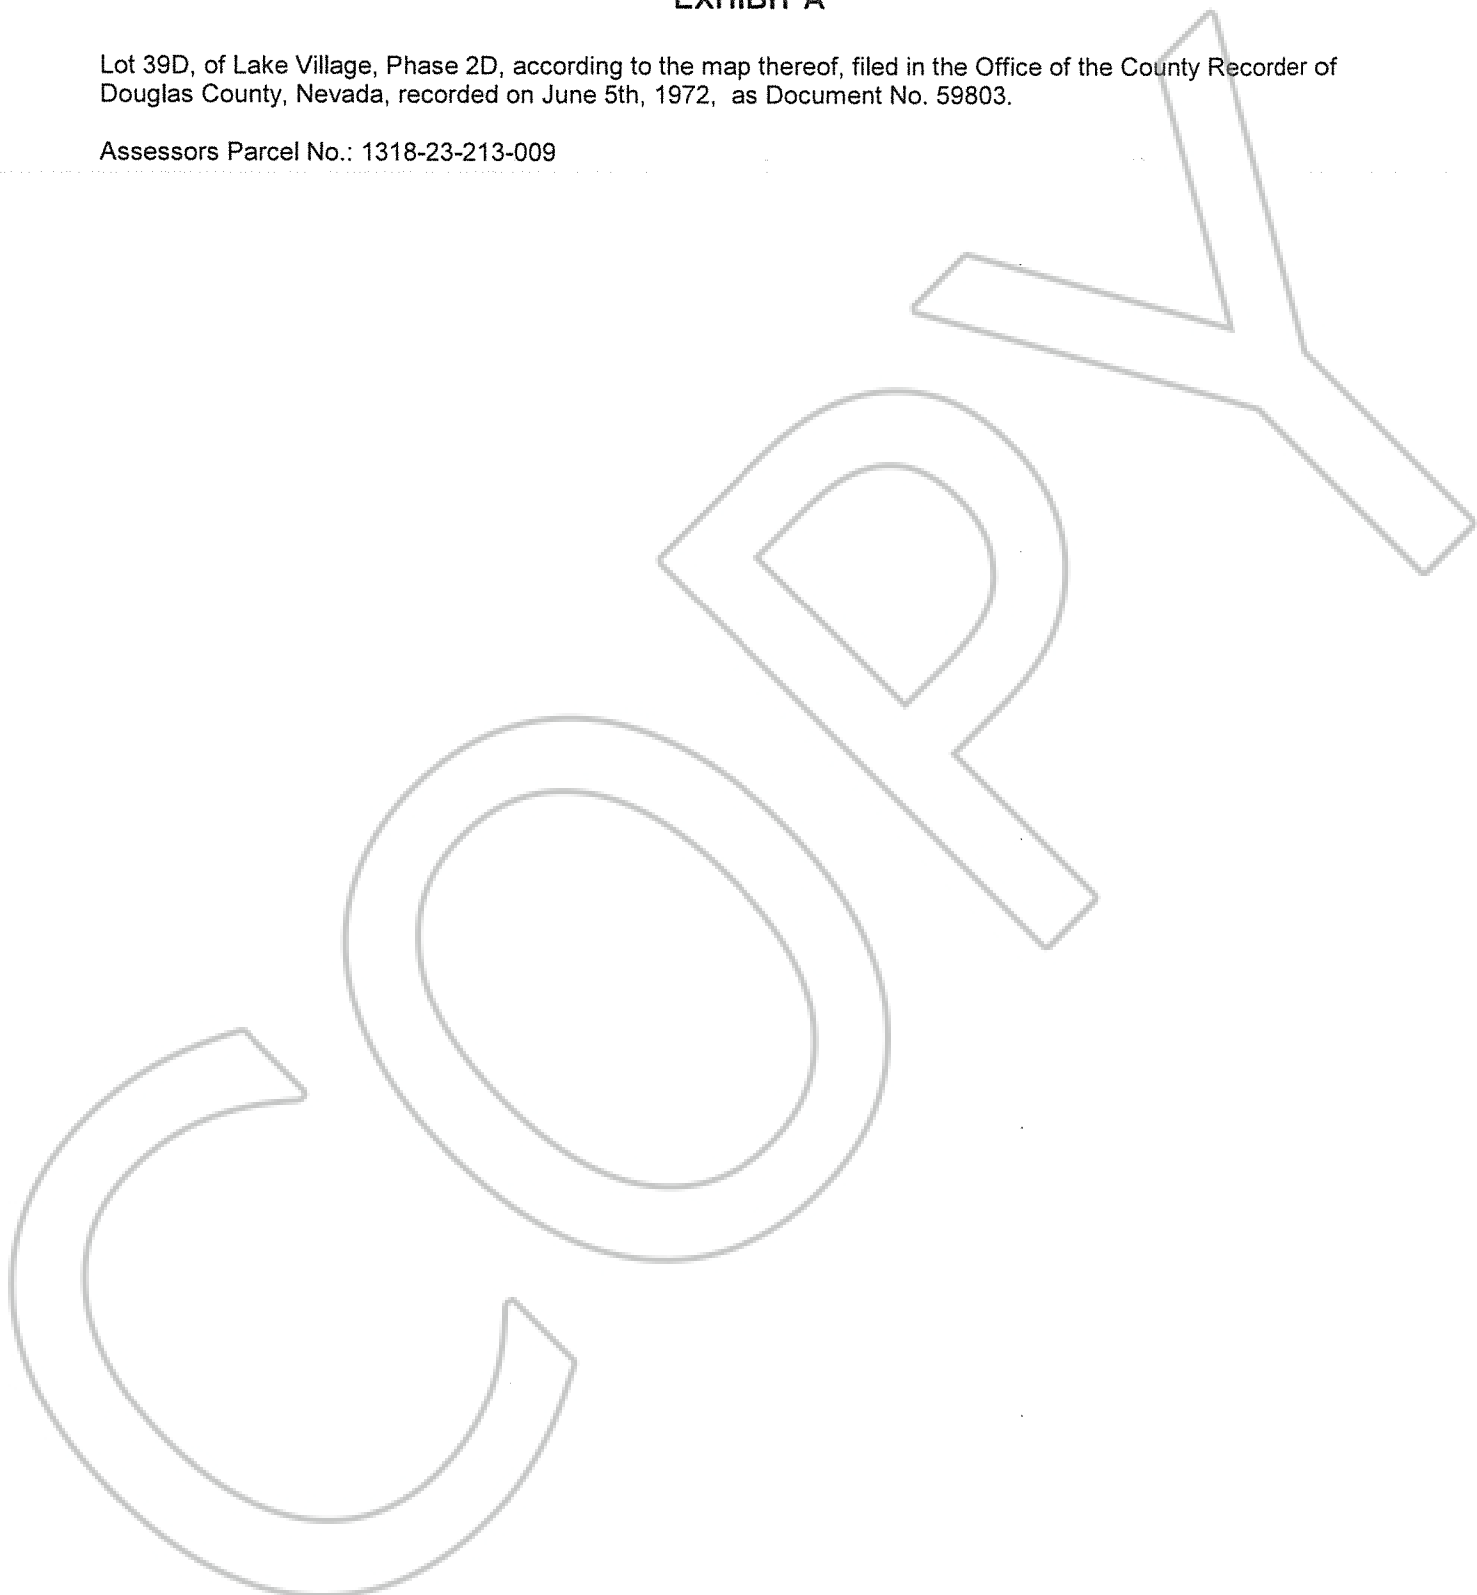 EXHIBIT A
Lot 39D, of Lake Village, Phase 2D, according to the map thereof, filed in the Office of the County Recorder of
Douglas County, Nevada, recorded on June 5th, 1972,  as Document No. 59803.
Assessors Parcel No.: 1318-23-213-009
COPY